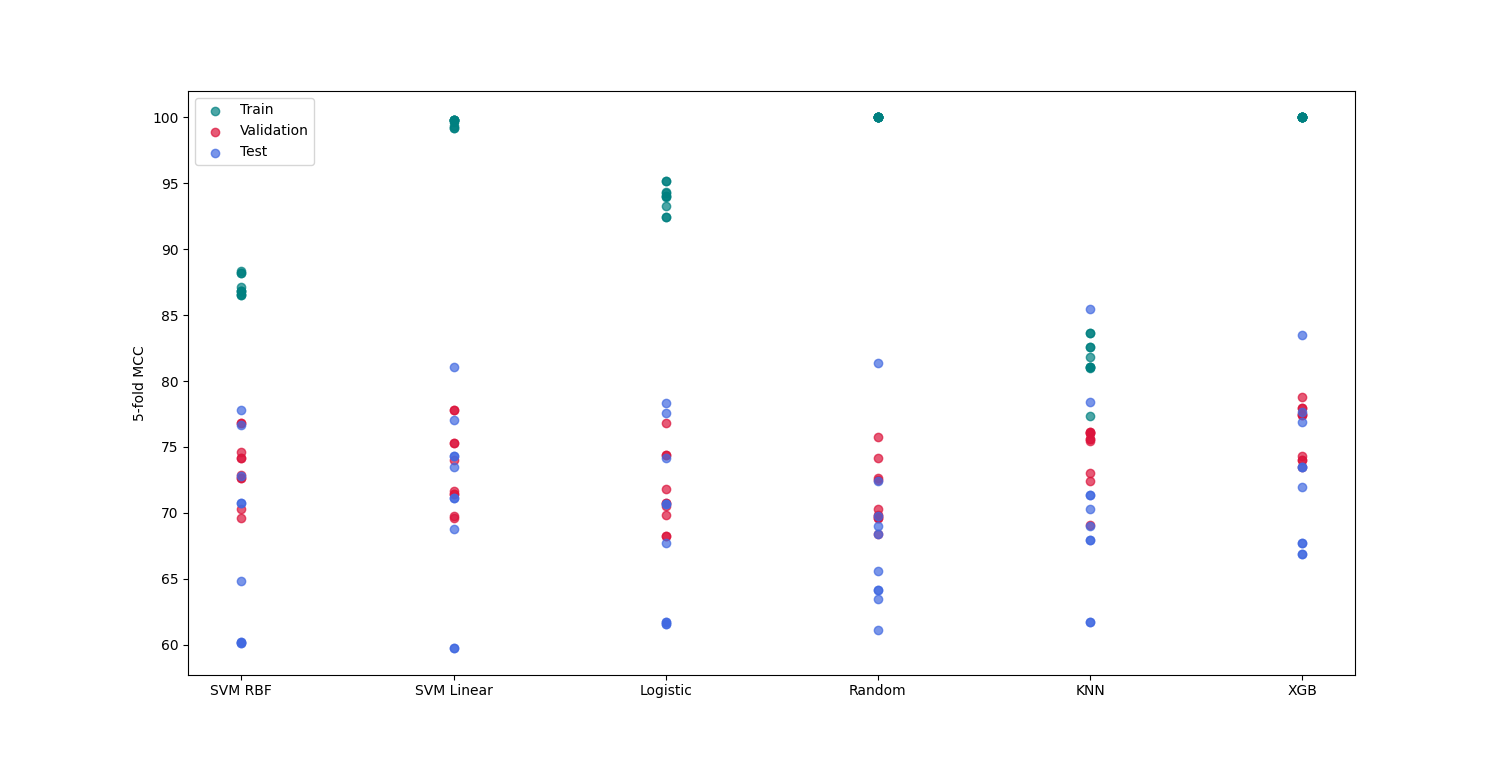 Train
Validation
Test
100
95
90
85
80
75
70
65
60
5-fold MCC
SVM RBF
SVM Linear
Logistic
Random
KNN
XGB